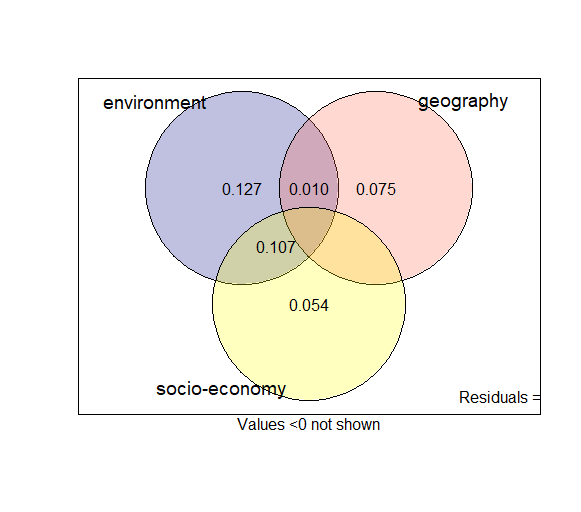 environment
geography
0.127
0.010
0.075
0.107
0.054
socio-economy
Residuals =
Values <0 not shown